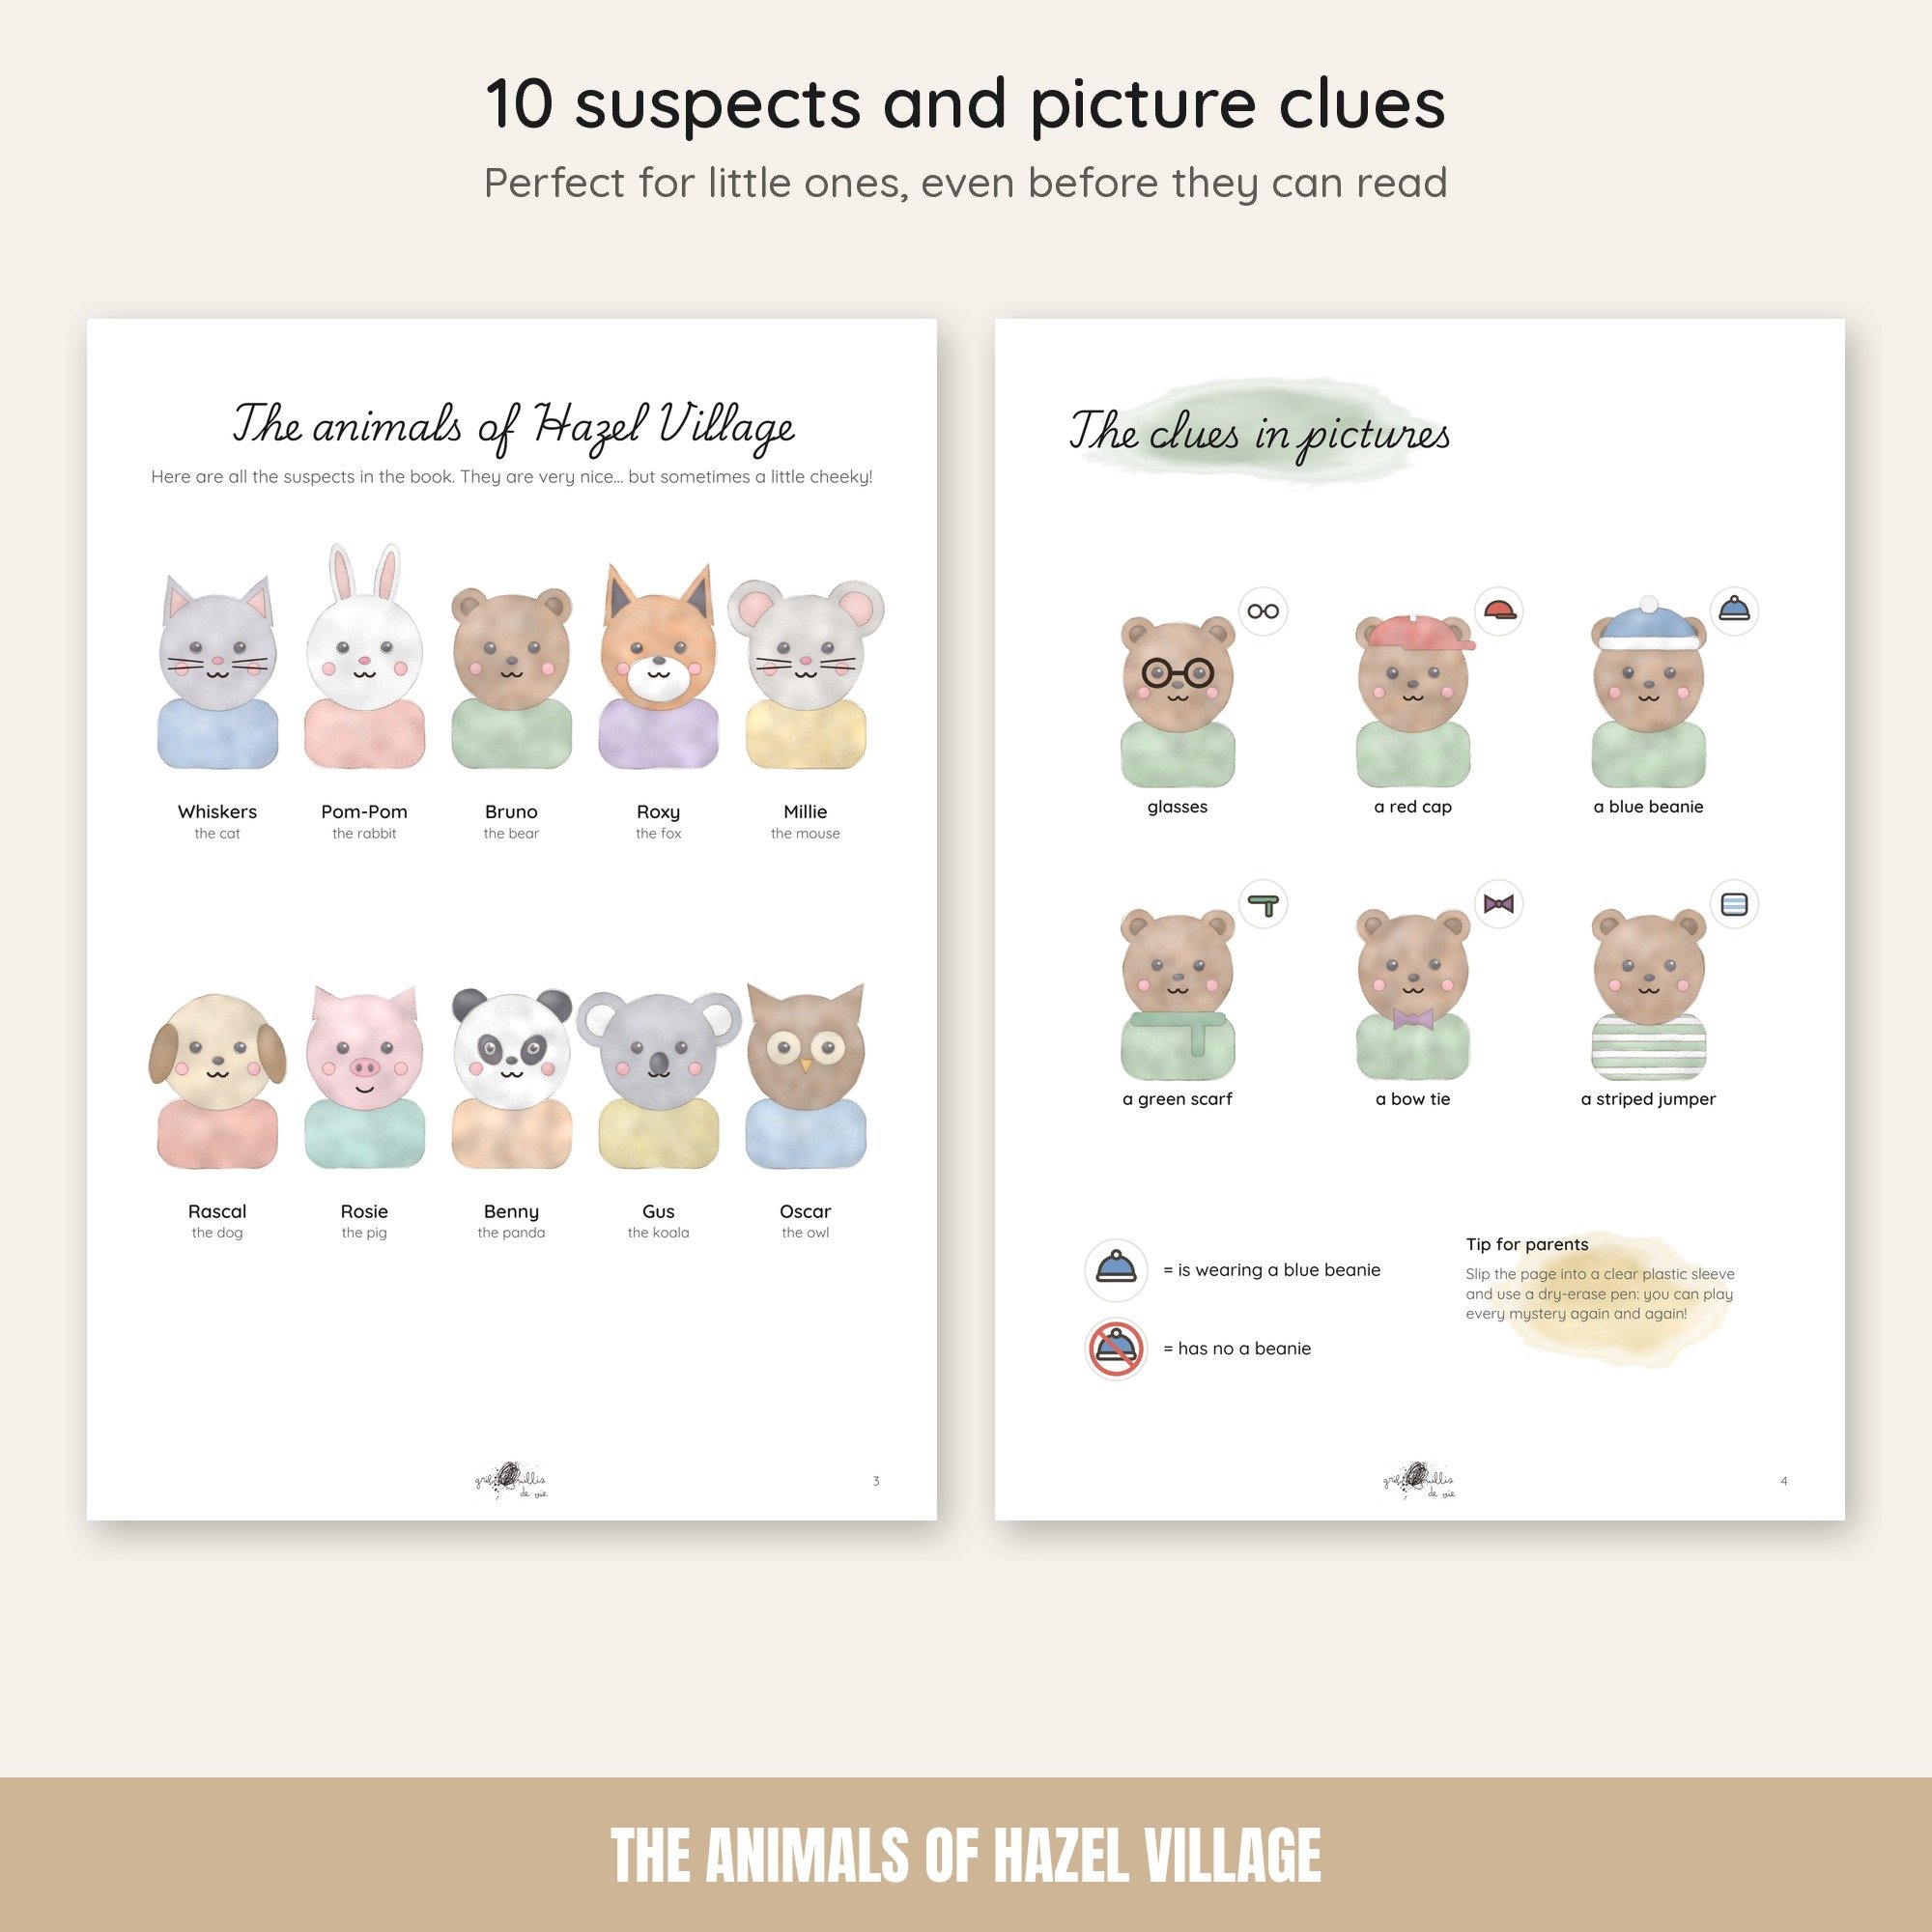 10 suspects and picture clues
Perfect for little ones, even before they can read
The animals of Hazel Village
Here are all the suspects in the book. They are very nice... but sometimes a little cheeky!
Whiskers
the cat
Pom-Pom
the rabbit
Bruno
the bear
Roxy
the fox
Millie
the mouse
Rascal
the dog
Rosie
the pig
Benny
the panda
Gus
the koala
Oscar
the owl
de vie
3
The clues in pictures
glasses
a red cap
a blue beanie
a green scarf
a bow tie
a striped jumper
= is wearing a blue beanie
= has no a beanie
Tip for parents
Slip the page into a clear plastic sleeve
and use a dry-erase pen: you can play
every mystery again and again!
de vie
4
THE ANIMALS OF HAZEL VILLAGE